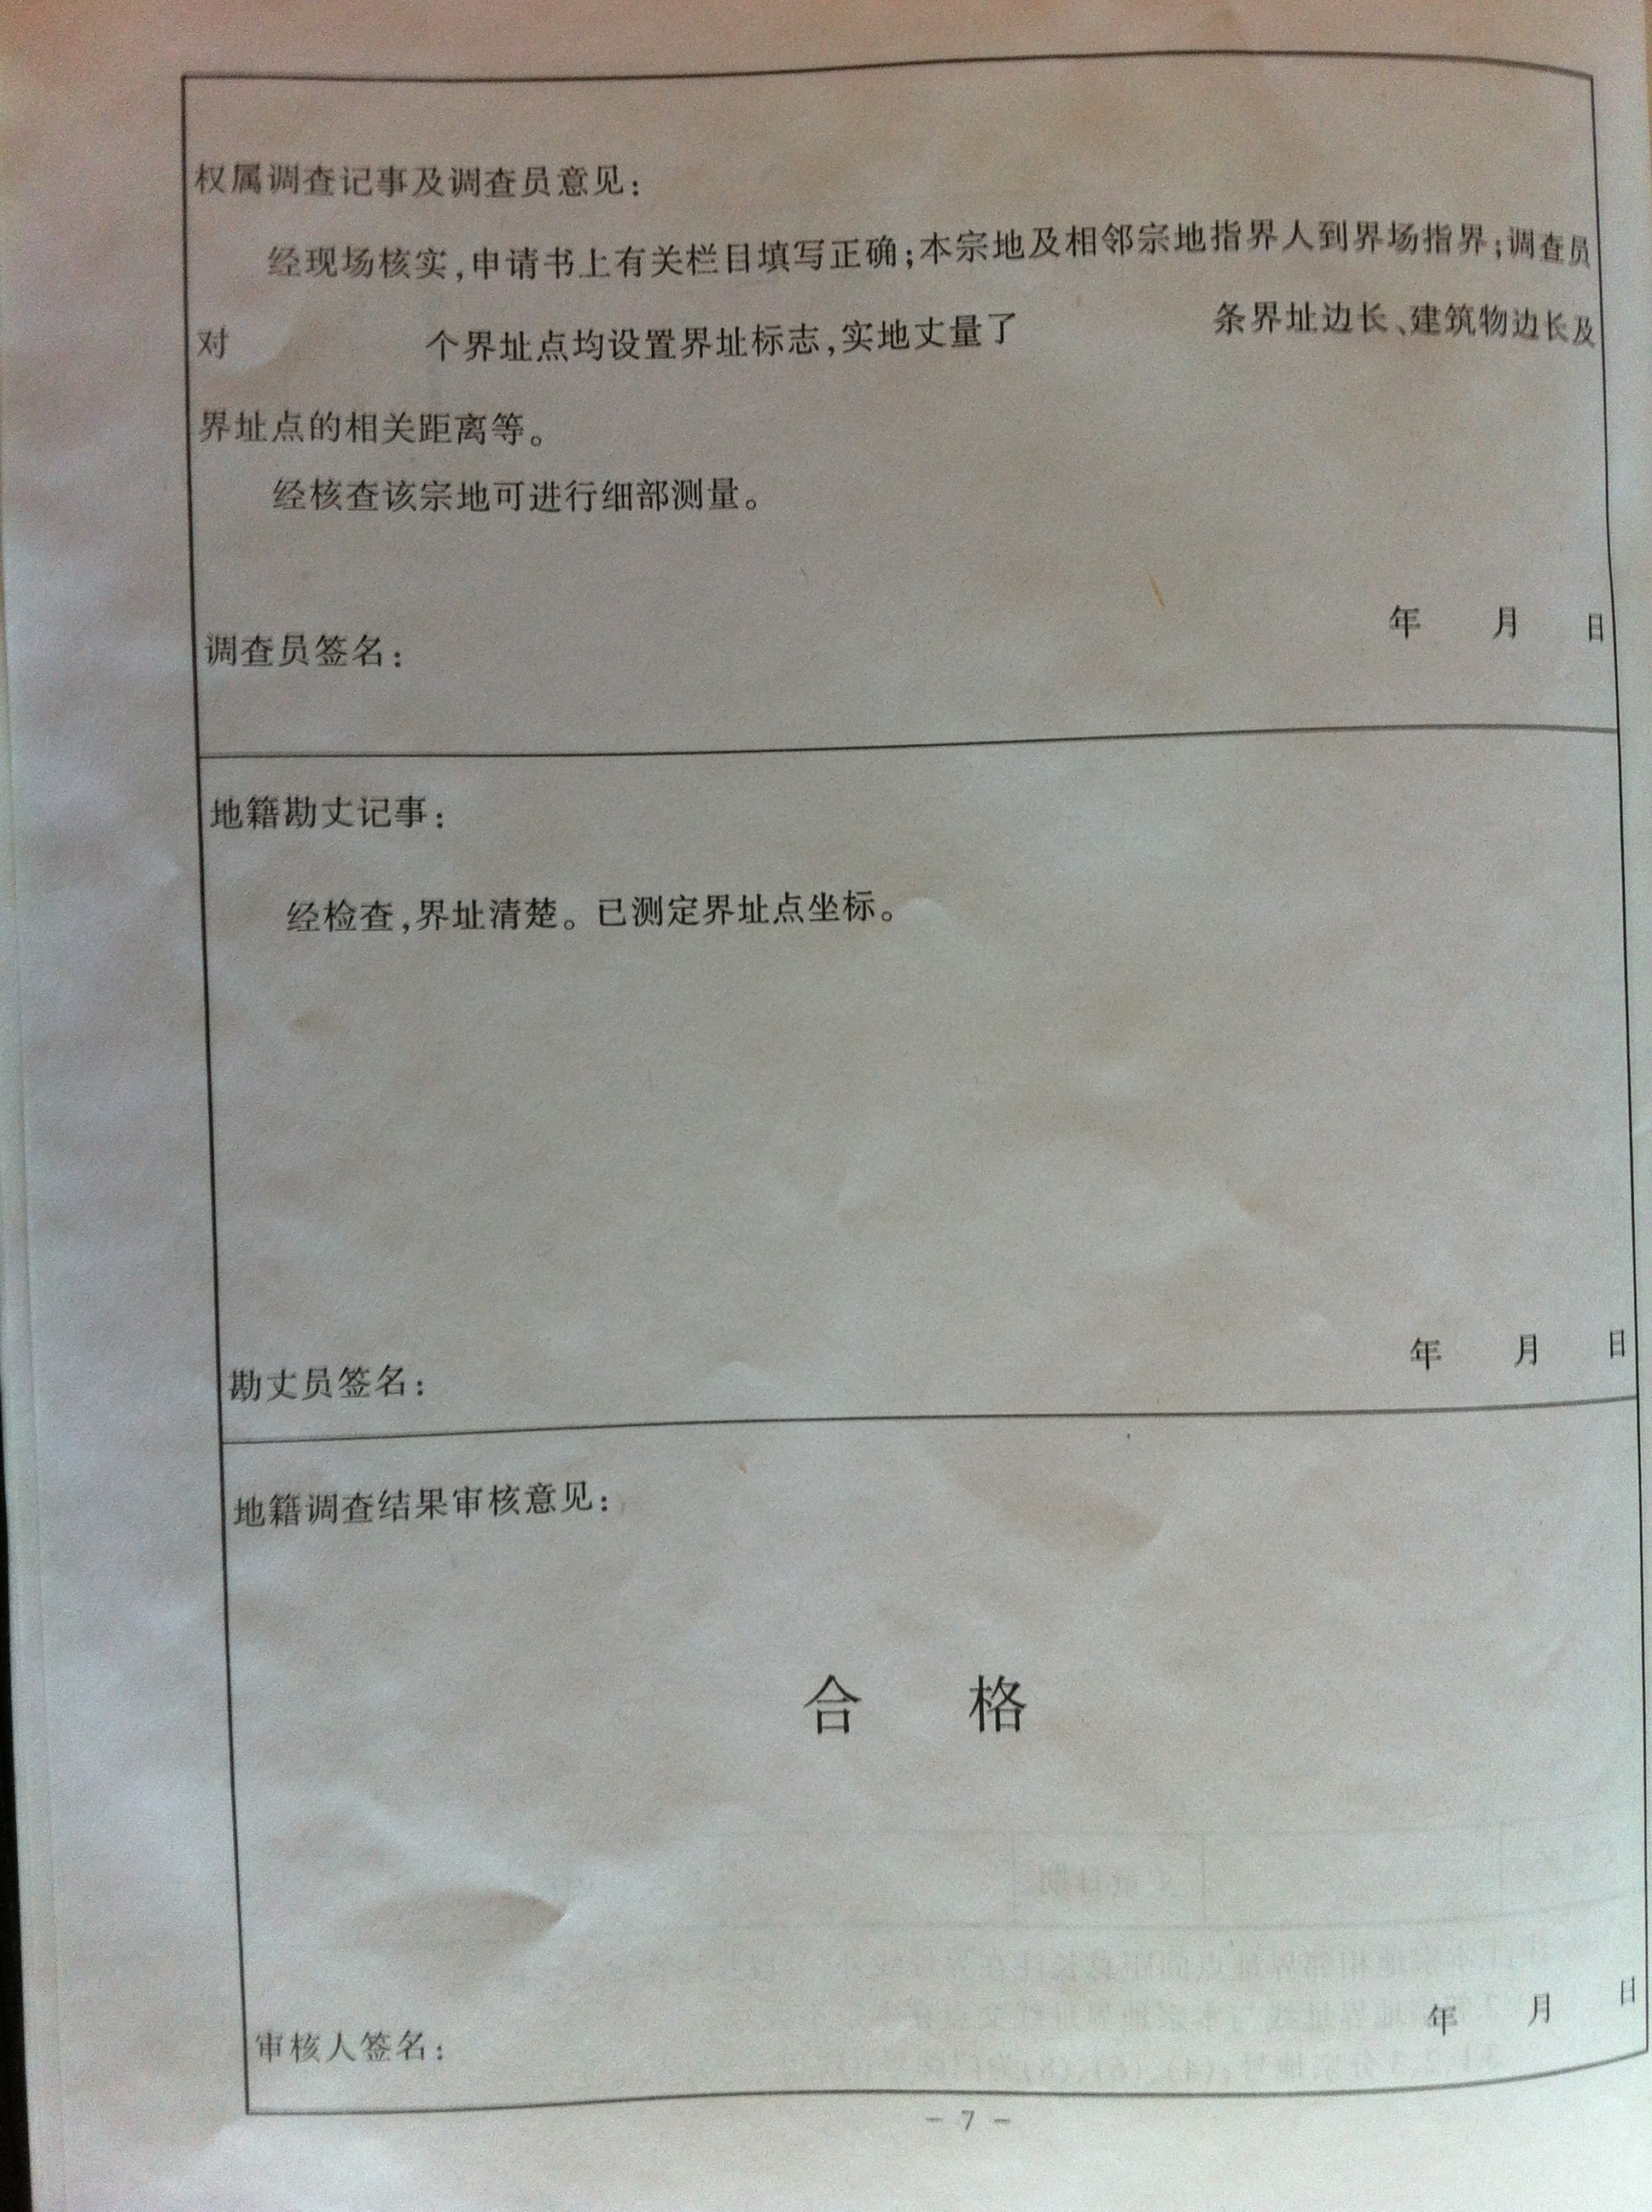 权属调查记事及调查员意见：
经现场核实，申请书上有关栏目填写正确；本宗地及相邻宗地指界人到界场指界；调查员
对 个界址点均设置界址标志，实地丈量了 条界址边长、建筑物边长及
界址点的相关距离等。
经核查该宗地可进行细部测量。
调查员签名： 年 月 日
地籍勘丈记事：
经检查，界址清楚。已测定界址点坐标。
勘丈员签名： 年 月 日
地籍调查结果审核意见：
合 格
审核人签名： 年 月 日
－7－